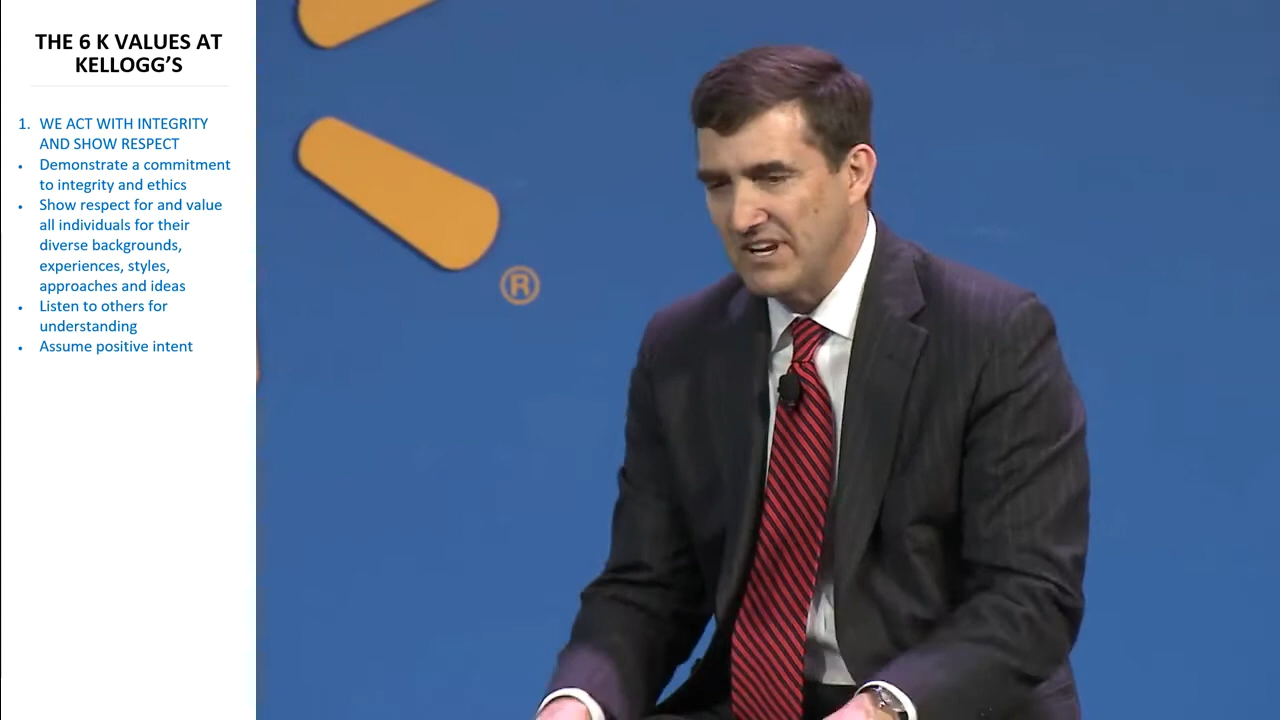 THE 6 K VALUES AT
KELLOGG’S
1. WE ACT WITH INTEGRITY
AND SHOW RESPECT
• Demonstrate a commitment
to integrity and ethics
• Show respect for and value
all individuals for their
diverse backgrounds,
experiences, styles,
approaches and ideas
• Listen to others for
understanding
• Assume positive intent
®